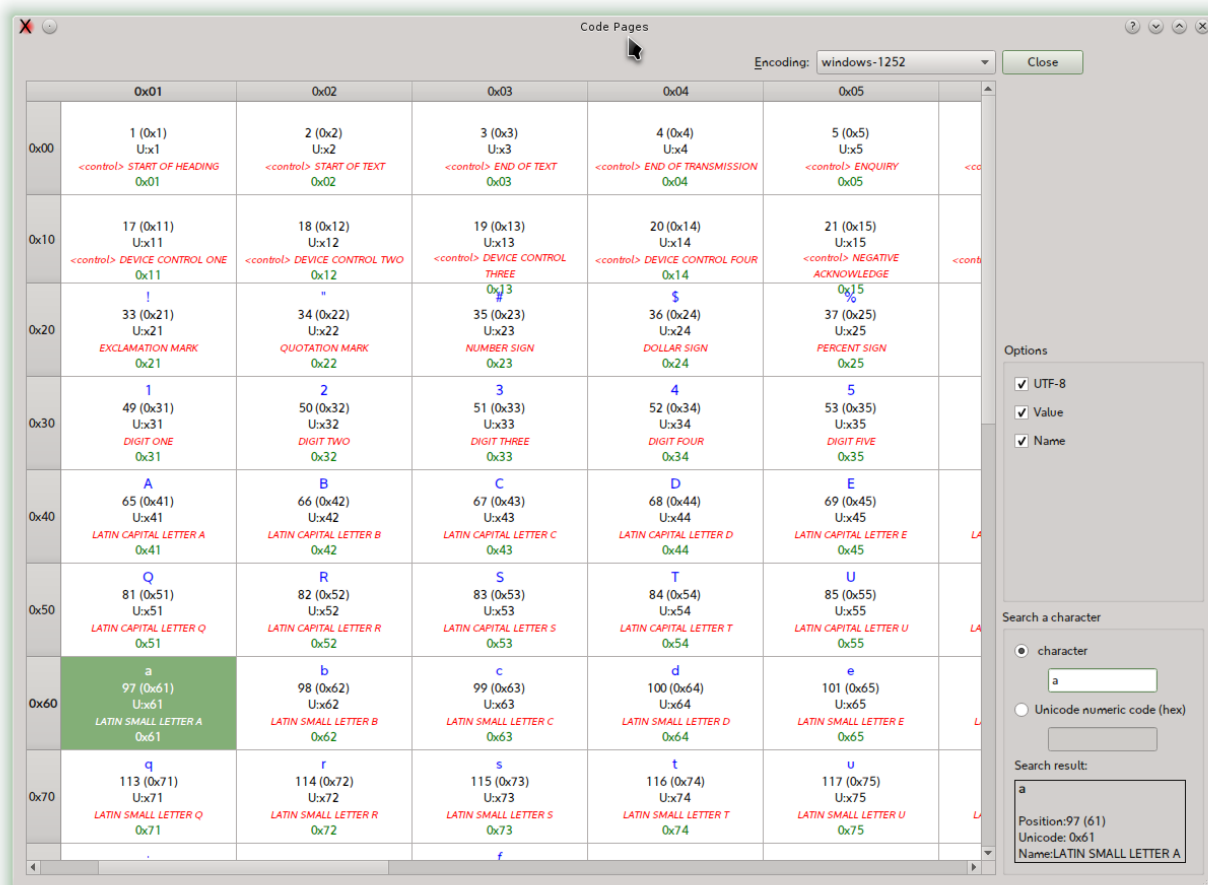 Code Pages
Encoding: windows-1252 Close
0x01 0x02 0x03 0x04 0x05
0x00
1 (0x1) 2 (0x2) 3 (0x3) 4 (0x4) 5 (0x5)
U:x1 U:x2 U:x3 U:x4 U:x5
<control> START OF HEADING <control> START OF TEXT <control> END OF TEXT <control> END OF TRANSMISSION <control> ENQUIRY <co
0x01 0x02 0x03 0x04 0x05
0x10
17 (0x11) 18 (0x12) 19 (0x13) 20 (0x14) 21 (0x15)
U:x11 U:x12 U:x13 U:x14 U:x15
<control> DEVICE CONTROL ONE <control> DEVICE CONTROL TWO <control> DEVICE CONTROL THREE <control> DEVICE CONTROL FOUR <control> NEGATIVE ACKNOWLEDGE <cont
0x11 0x12 0x13 0x14 0x15
0x20
! " # $ %
33 (0x21) 34 (0x22) 35 (0x23) 36 (0x24) 37 (0x25)
U:x21 U:x22 U:x23 U:x24 U:x25
EXCLAMATION MARK QUOTATION MARK NUMBER SIGN DOLLAR SIGN PERCENT SIGN
0x21 0x22 0x23 0x24 0x25
0x30
1 2 3 4 5
49 (0x31) 50 (0x32) 51 (0x33) 52 (0x34) 53 (0x35)
U:x31 U:x32 U:x33 U:x34 U:x35
DIGIT ONE DIGIT TWO DIGIT THREE DIGIT FOUR DIGIT FIVE
0x31 0x32 0x33 0x34 0x35
0x40
A B C D E
65 (0x41) 66 (0x42) 67 (0x43) 68 (0x44) 69 (0x45)
U:x41 U:x42 U:x43 U:x44 U:x45
LATIN CAPITAL LETTER A LATIN CAPITAL LETTER B LATIN CAPITAL LETTER C LATIN CAPITAL LETTER D LATIN CAPITAL LETTER E LA
0x41 0x42 0x43 0x44 0x45
0x50
Q R S T U
81 (0x51) 82 (0x52) 83 (0x53) 84 (0x54) 85 (0x55)
U:x51 U:x52 U:x53 U:x54 U:x55
LATIN CAPITAL LETTER Q LATIN CAPITAL LETTER R LATIN CAPITAL LETTER S LATIN CAPITAL LETTER T LATIN CAPITAL LETTER U LA
0x51 0x52 0x53 0x54 0x55
0x60
a b c d e
97 (0x61) 98 (0x62) 99 (0x63) 100 (0x64) 101 (0x65)
U:x61 U:x62 U:x63 U:x64 U:x65
LATIN SMALL LETTER A LATIN SMALL LETTER B LATIN SMALL LETTER C LATIN SMALL LETTER D LATIN SMALL LETTER E L
0x61 0x62 0x63 0x64 0x65
0x70
q r s t u
113 (0x71) 114 (0x72) 115 (0x73) 116 (0x74) 117 (0x75)
U:x71 U:x72 U:x73 U:x74 U:x75
LATIN SMALL LETTER Q LATIN SMALL LETTER R LATIN SMALL LETTER S LATIN SMALL LETTER T LATIN SMALL LETTER U L
0x71 0x72 0x73 0x74 0x75
Options
UTF-8
Value
Name
Search a character
character
a
Unicode numeric code (hex)
Search result:
a
Position:97 (61)
Unicode: 0x61
Name:LATIN SMALL LETTER A